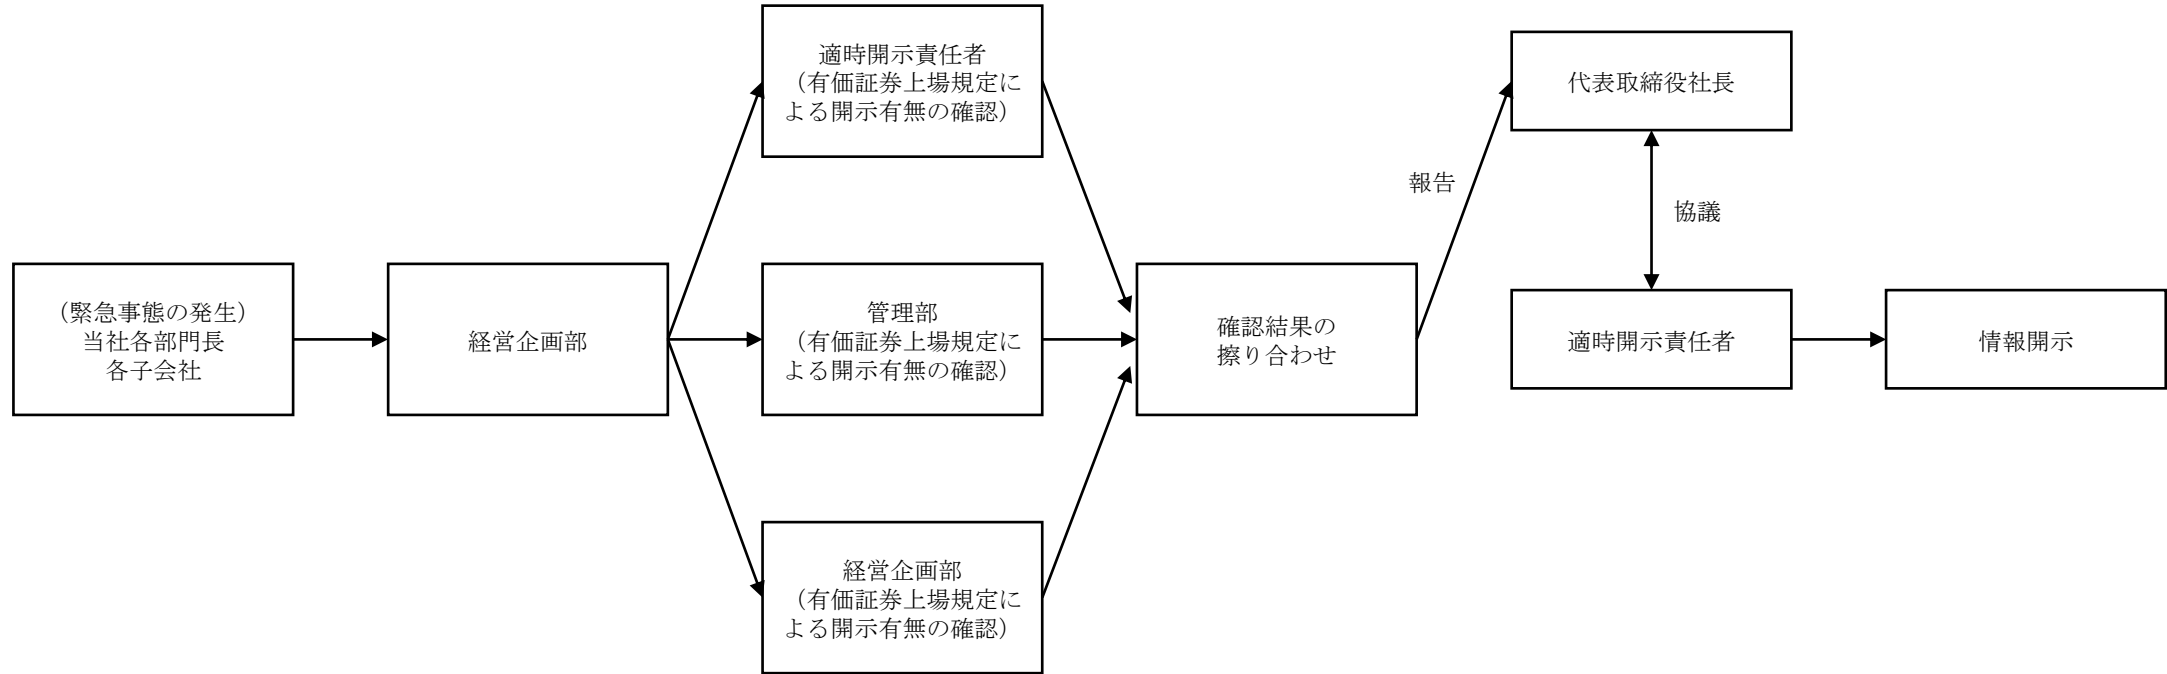 (緊急事態の発生)
当社各部門長
各子会社
経営企画部
適時開示責任者
(有価証券上場規定に
よる開示有無の確認)
管理部
(有価証券上場規定に
よる開示有無の確認)
経営企画部
(有価証券上場規定に
よる開示有無の確認)
確認結果の
擦り合わせ
報告
代表取締役社長
協議
適時開示責任者
情報開示